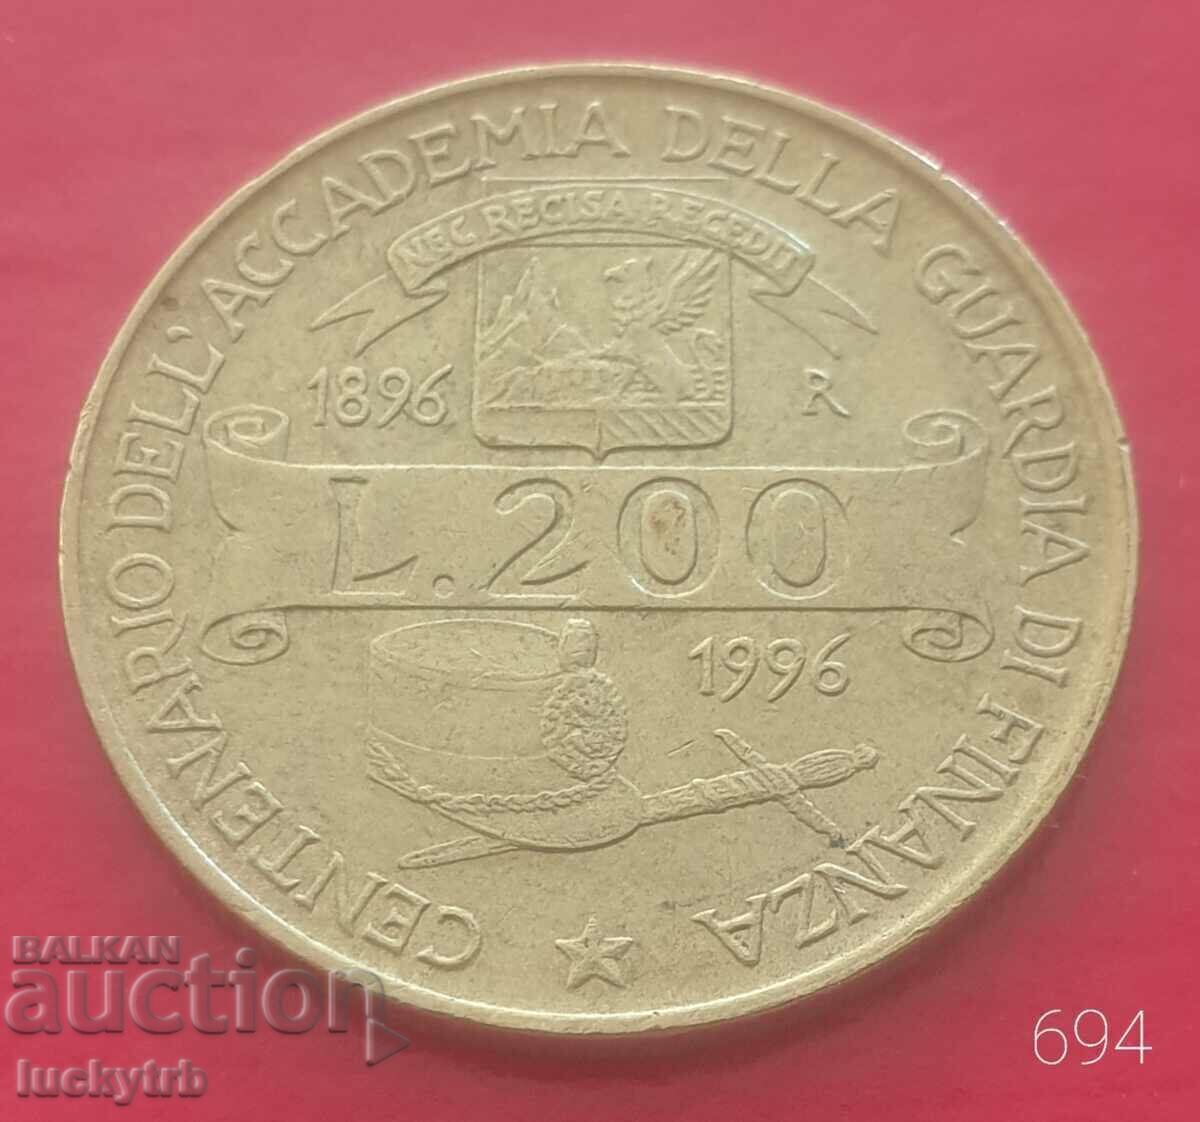 CENTENARIO DELL'ACCADEMIA DELLA GUARDIA DI FINANZA
NEC RECISA RECEDIT
1896 R
L.200
1996
BALKAN
auction
luckytrb
694